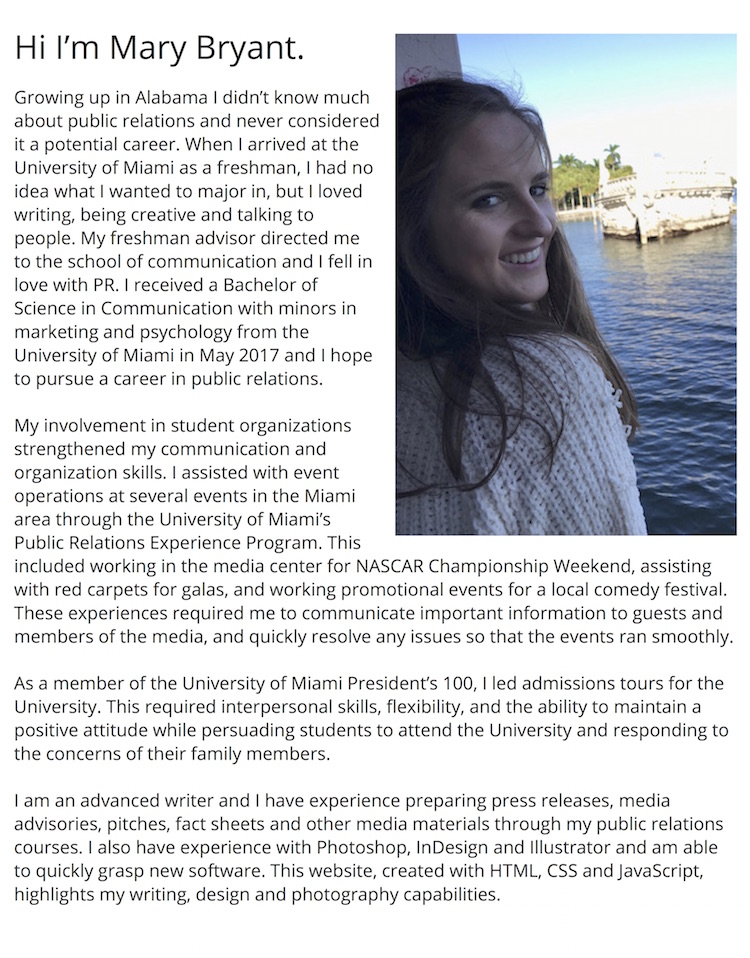 Hi I’m Mary Bryant.
Growing up in Alabama I didn’t know much
about public relations and never considered
it a potential career. When I arrived at the
University of Miami as a freshman, I had no
idea what I wanted to major in, but I loved
writing, being creative and talking to
people. My freshman advisor directed me
to the school of communication and I fell in
love with PR. I received a Bachelor of
Science in Communication with minors in
marketing and psychology from the
University of Miami in May 2017 and I hope
to pursue a career in public relations.
My involvement in student organizations
strengthened my communication and
organization skills. I assisted with event
operations at several events in the Miami
area through the University of Miami’s
Public Relations Experience Program. This
included working in the media center for NASCAR Championship Weekend, assisting
with red carpets for galas, and working promotional events for a local comedy festival.
These experiences required me to communicate important information to guests and
members of the media, and quickly resolve any issues so that the events ran smoothly.
As a member of the University of Miami President’s 100, I led admissions tours for the
University. This required interpersonal skills, flexibility, and the ability to maintain a
positive attitude while persuading students to attend the University and responding to
the concerns of their family members.
I am an advanced writer and I have experience preparing press releases, media
advisories, pitches, fact sheets and other media materials through my public relations
courses. I also have experience with Photoshop, InDesign and Illustrator and am able
to quickly grasp new software. This website, created with HTML, CSS and JavaScript,
highlights my writing, design and photography capabilities.